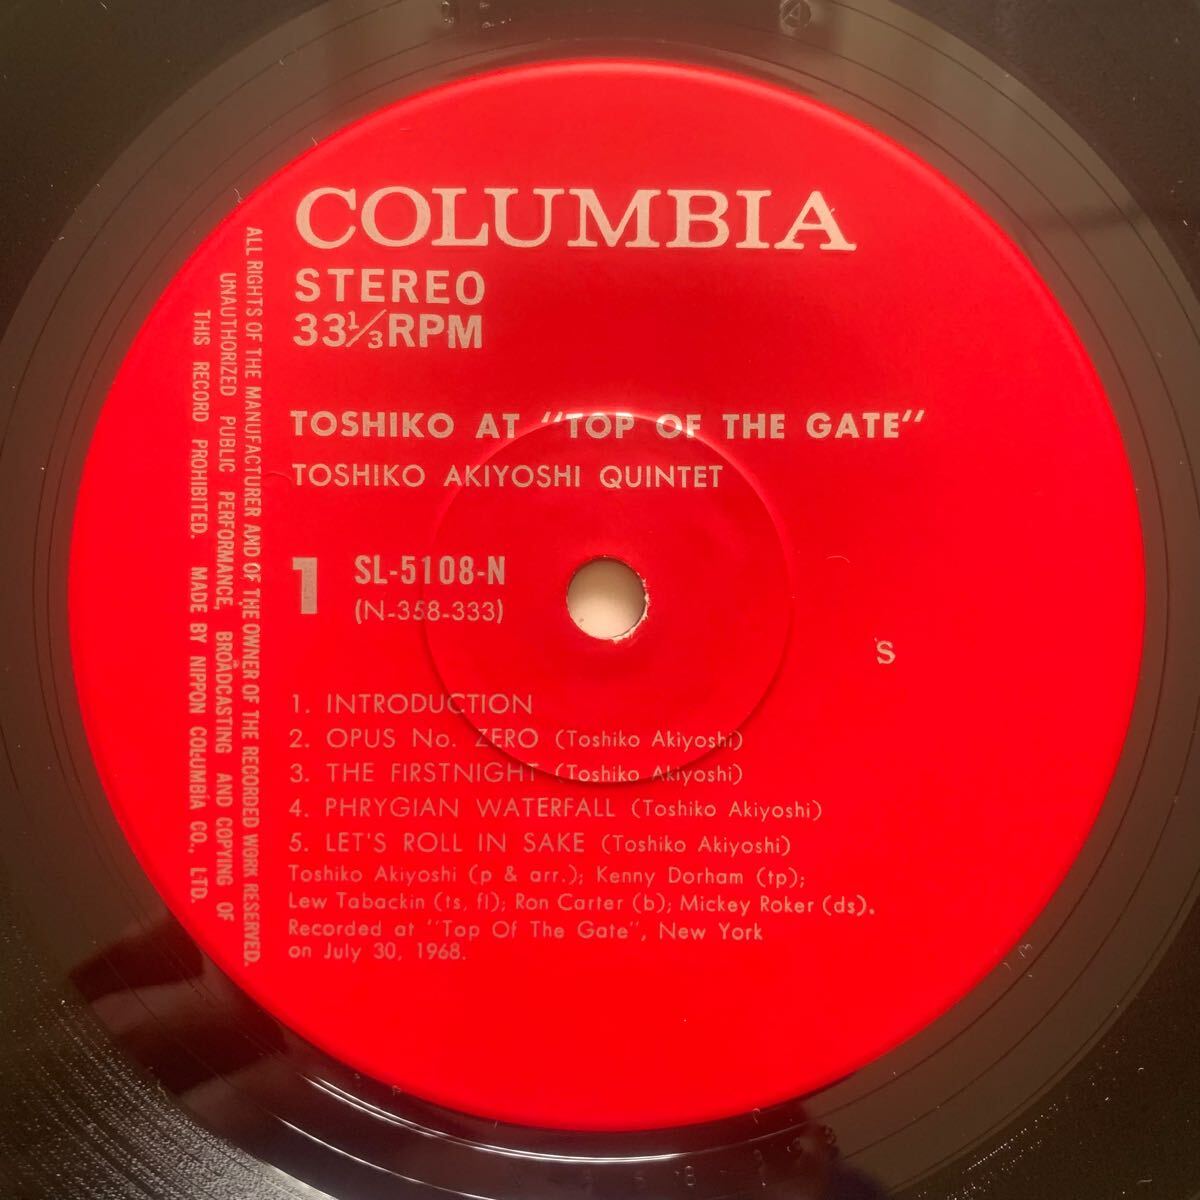 COLUMBIA
STEREO
33⅓RPM
TOSHIKO AT "TOP OF THE GATE"
TOSHIKO AKIYOSHI QUINTET
1 SL-5108-N
(N-358-333)
S
1. INTRODUCTION
2. OPUS No. ZERO (Toshiko Akiyoshi)
3. THE FIRSTNIGHT (Toshiko Akiyoshi)
4. PHRYGIAN WATERFALL (Toshiko Akiyoshi)
5. LET'S ROLL IN SAKE (Toshiko Akiyoshi)
Toshiko Akiyoshi (p & arr.); Kenny Dorham (tp);
Lew Tabackin (ts, fl); Ron Carter (b); Mickey Roker (ds).
Recorded at "Top Of The Gate", New York
on July 30, 1968.
ALL RIGHTS OF THE MANUFACTURER AND OF THE OWNER OF THE RECORDED WORK RESERVED.
UNAUTHORIZED PUBLIC PERFORMANCE, BROADCASTING AND COPYING OF
THIS RECORD PROHIBITED. MADE BY NIPPON COLUMBIA CO., LTD.